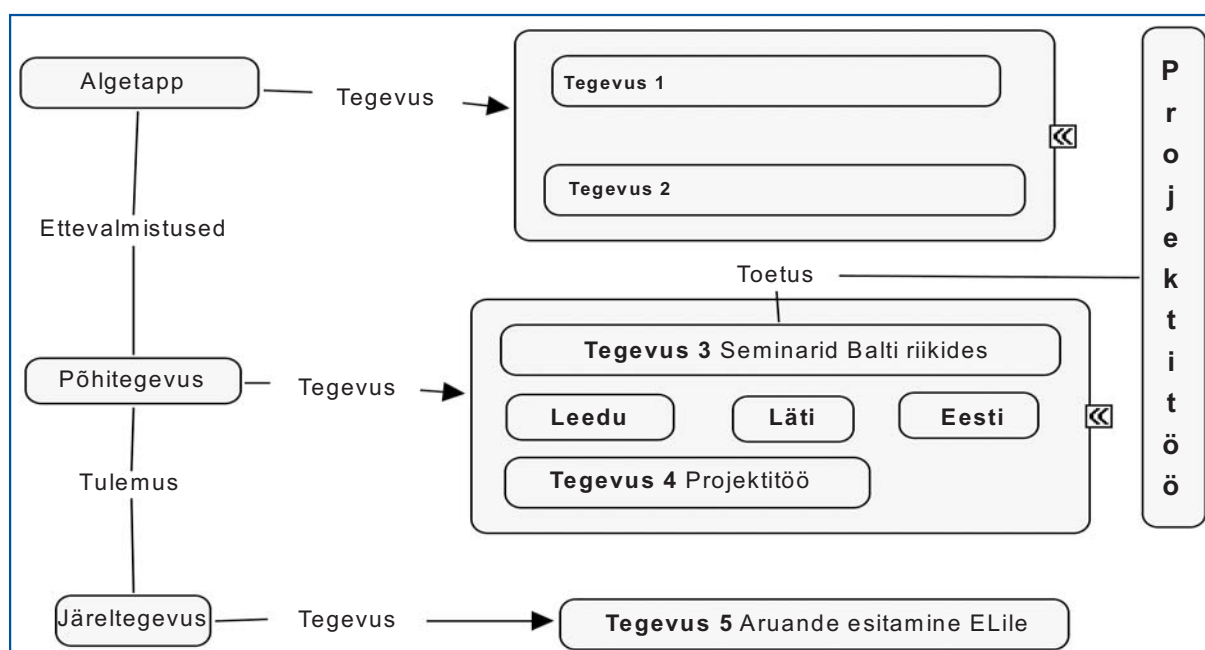 Algetapp
Tegevus
Tegevus 1
Tegevus 2
Ettevalmistused
Toetus
Põhitegevus
Tegevus
Tegevus 3 Seminarid Balti riikides
Leedu
Läti
Eesti
Tegevus 4 Projektitöö
Tulemus
Järeltegevus
Tegevus
Tegevus 5 Aruande esitamine ELile
P
r
o
j
e
k
t
i
t
ö
ö